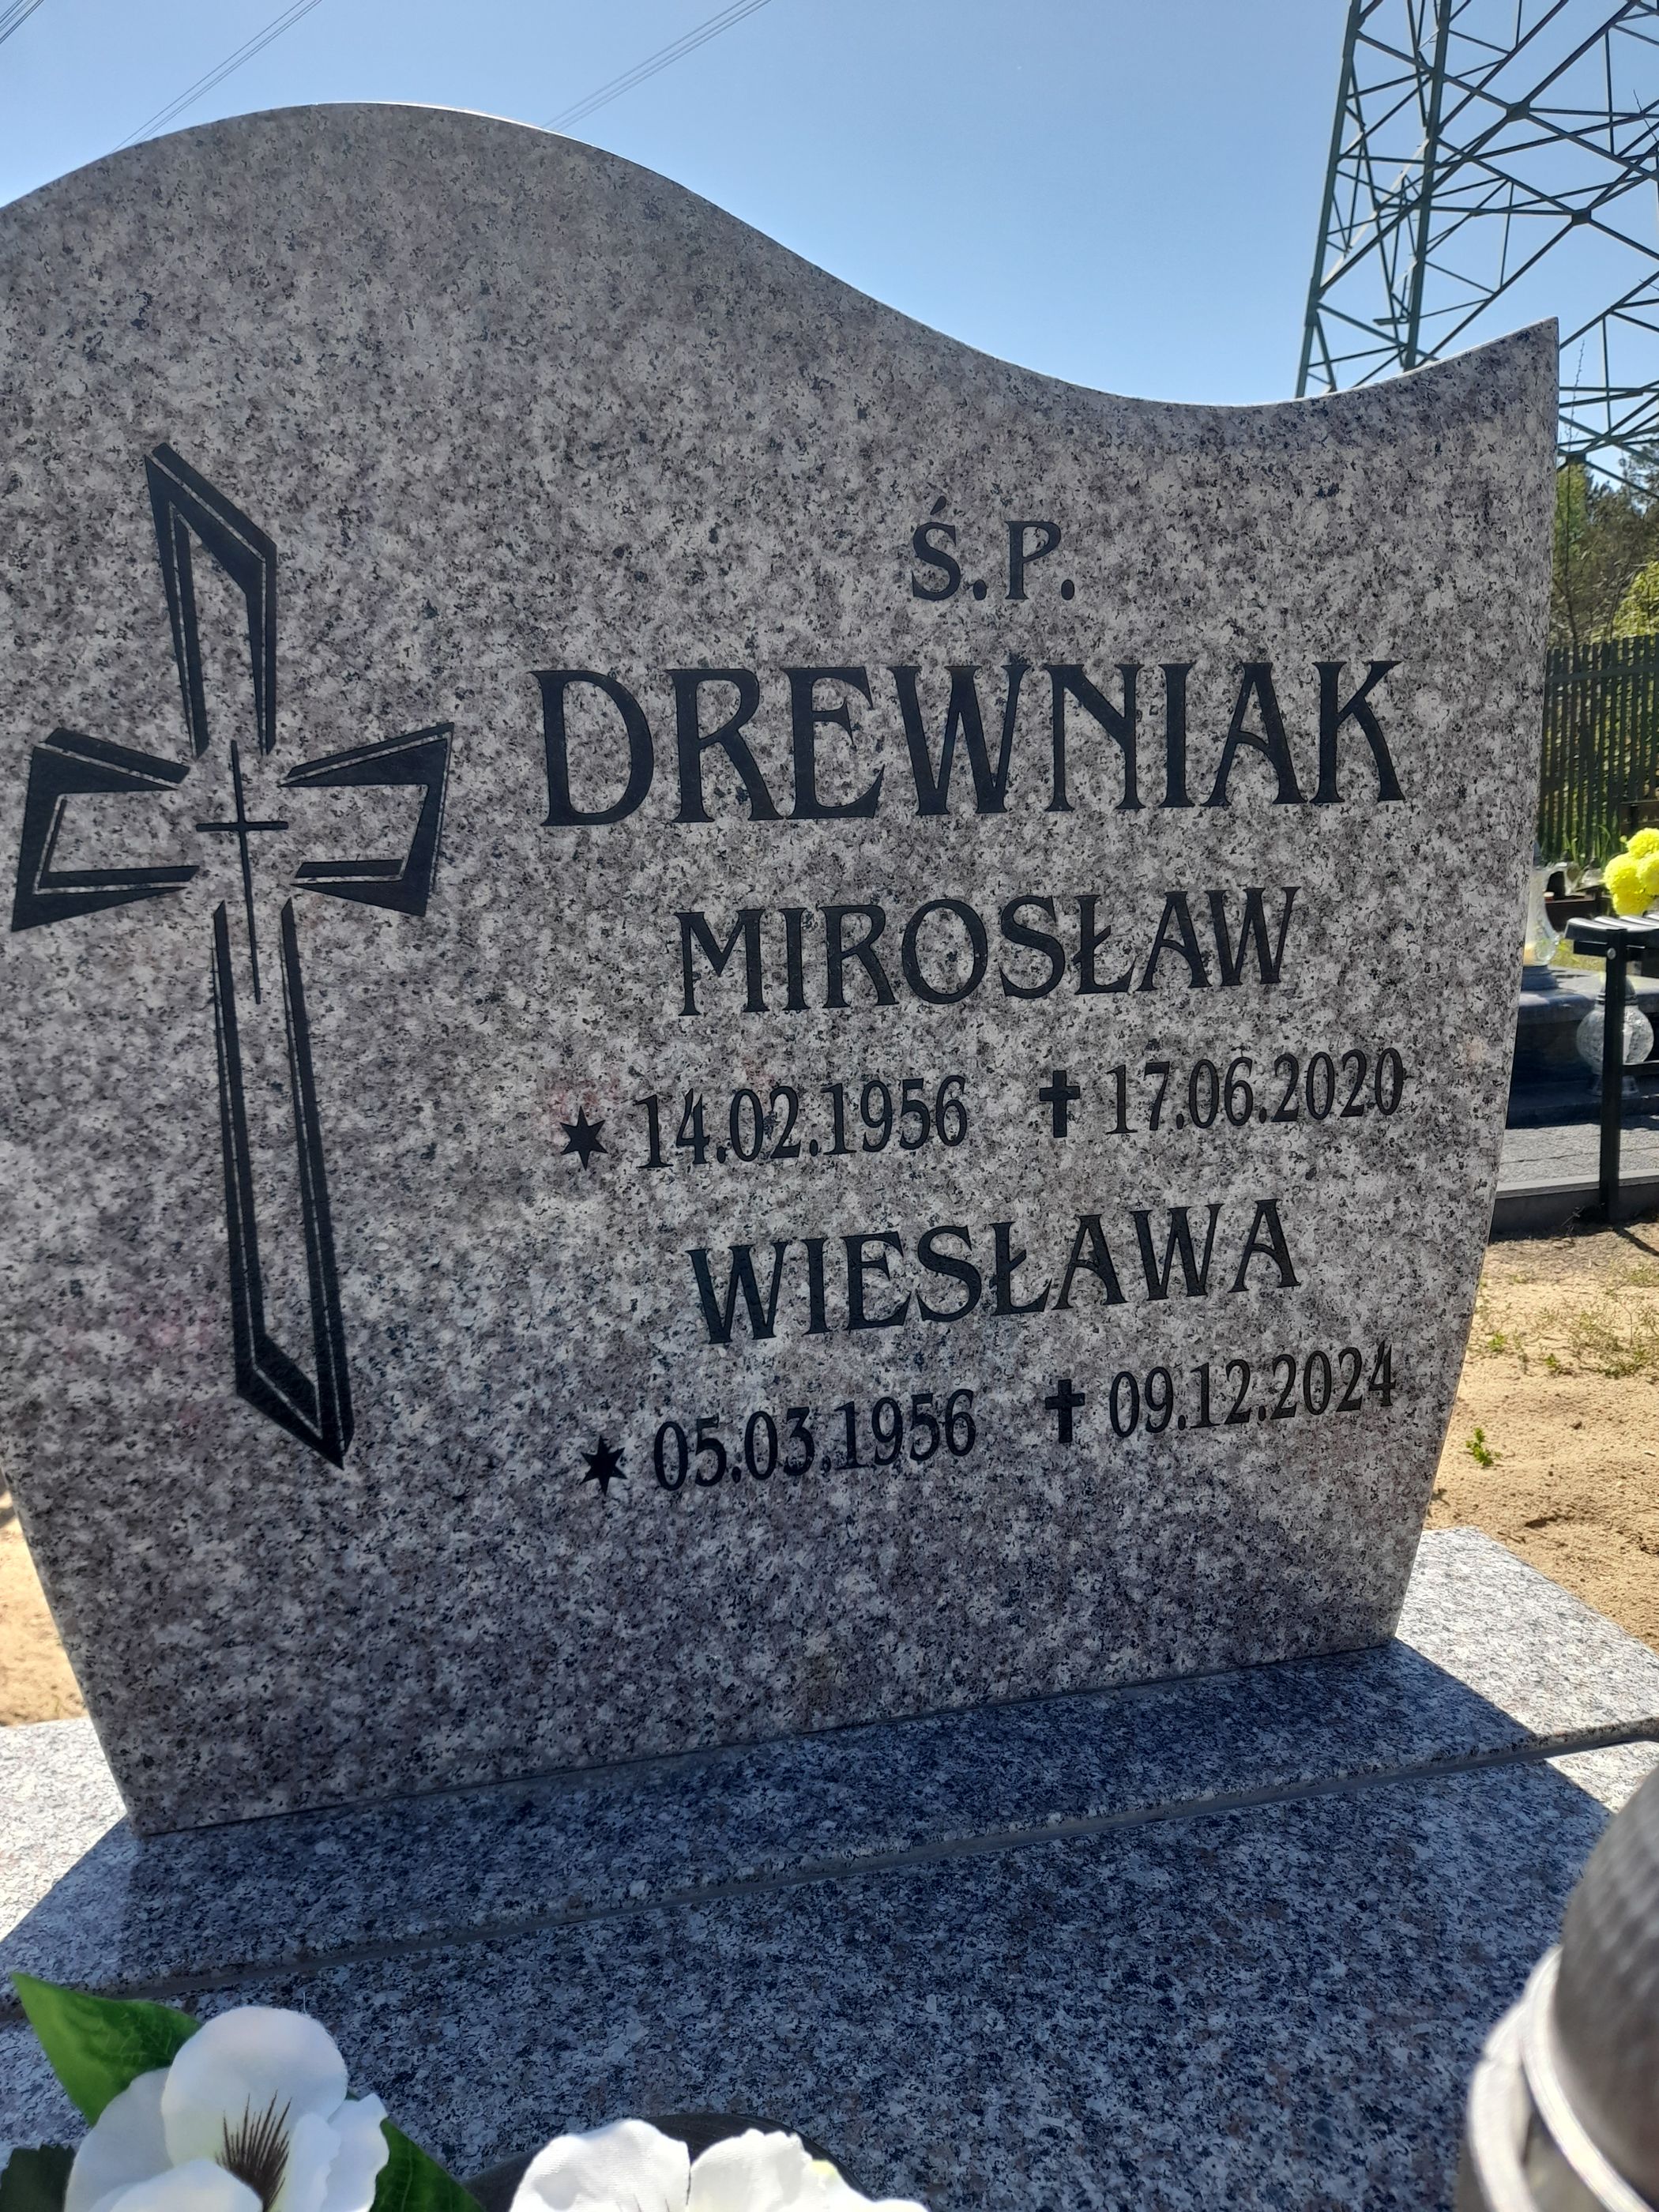 Ś.P.
DREWNIAK
MIROSŁAW
✶ 14.02.1956 ✝ 17.06.2020
WIESŁAWA
✶ 05.03.1956 ✝ 09.12.2024